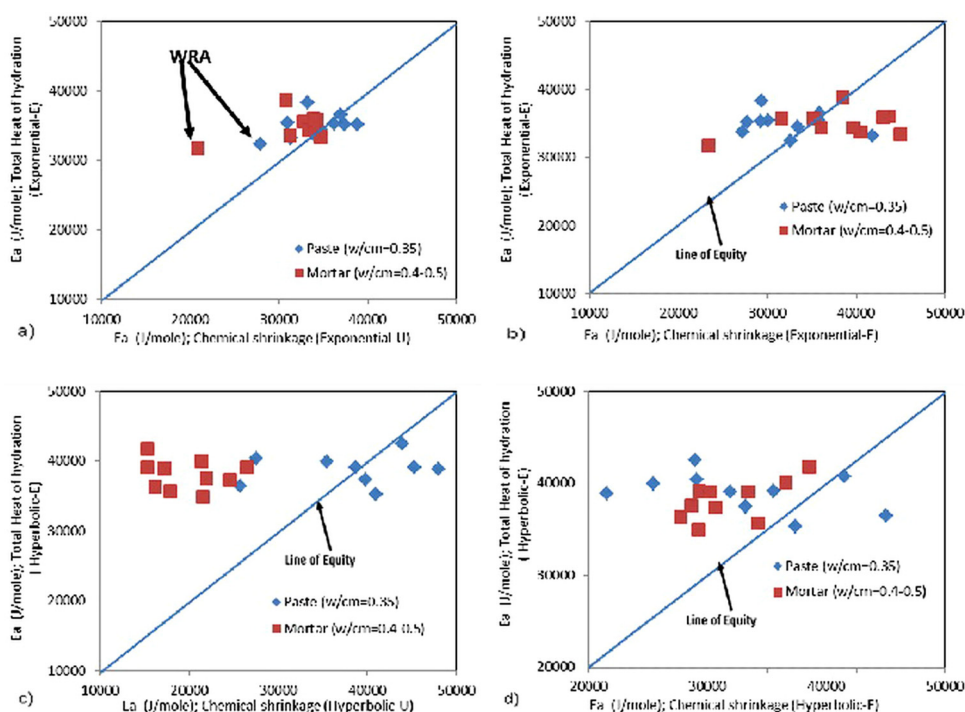 50000
40000
30000
20000
10000
Ea (J/mole); Total Heat of hydration
(Exponential-E)
WRA
Paste (w/cm=0.35)
Mortar (w/cm=0.4-0.5)
10000 20000 30000 40000 50000
a)
Ea (J/mole); Chemical shrinkage (Exponential-U)
50000
40000
30000
20000
10000
Ea (J/mole); Total Heat of hydration
(Exponential-E)
Paste (w/cm=0.35)
Mortar (w/cm=0.4-0.5)
Line of Equity
10000 20000 30000 40000 50000
b)
Ea (J/mole); Chemical shrinkage (Exponential-E)
50000
40000
30000
20000
10000
Ea (J/mole); Total Heat of hydration
(Hyperbolic-E)
Line of Equity
Paste (w/cm=0.35)
Mortar (w/cm=0.4-0.5)
10000 20000 30000 40000 50000
c)
Ea (J/mole); Chemical shrinkage (Hyperbolic-U)
50000
40000
30000
20000
Ea (J/mole); Total Heat of hydration
(Hyperbolic-E)
Paste (w/cm=0.35)
Mortar (w/cm=0.4-0.5)
Line of Equity
20000 30000 40000 50000
d)
Ea (J/mole); Chemical shrinkage (Hyperbolic-E)